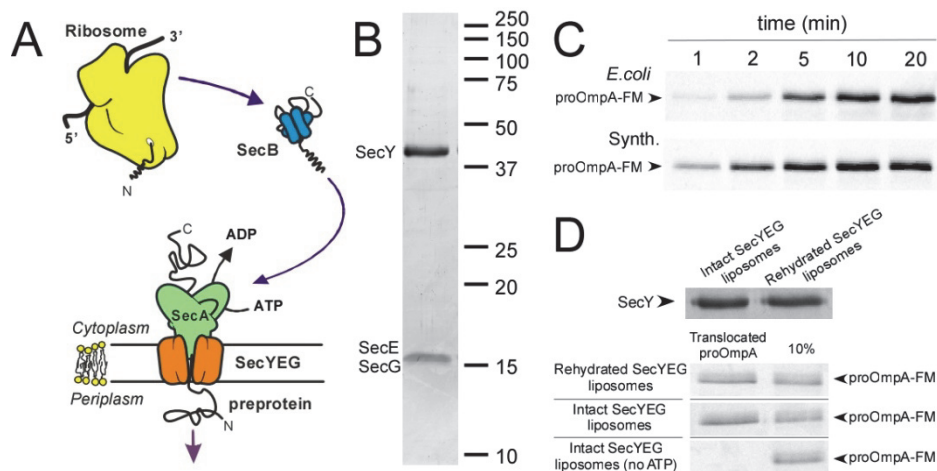 A
Ribosome
3’
5’
N
C
SecB
C
ADP
ATP
SecA
Cytoplasm
SecYEG
Periplasm
preprotein
N
B
250
150
100
75
50
SecY
37
25
20
SecE
SecG
15
10
C
time (min)
1 2 5 10 20
E.coli
proOmpA-FM
Synth.
proOmpA-FM
D
Intact SecYEG
liposomes
Rehydrated SecYEG
liposomes
SecY
Translocated
proOmpA
10%
Rehydrated SecYEG
liposomes
proOmpA-FM
Intact SecYEG
liposomes
proOmpA-FM
Intact SecYEG
liposomes (no ATP)
proOmpA-FM